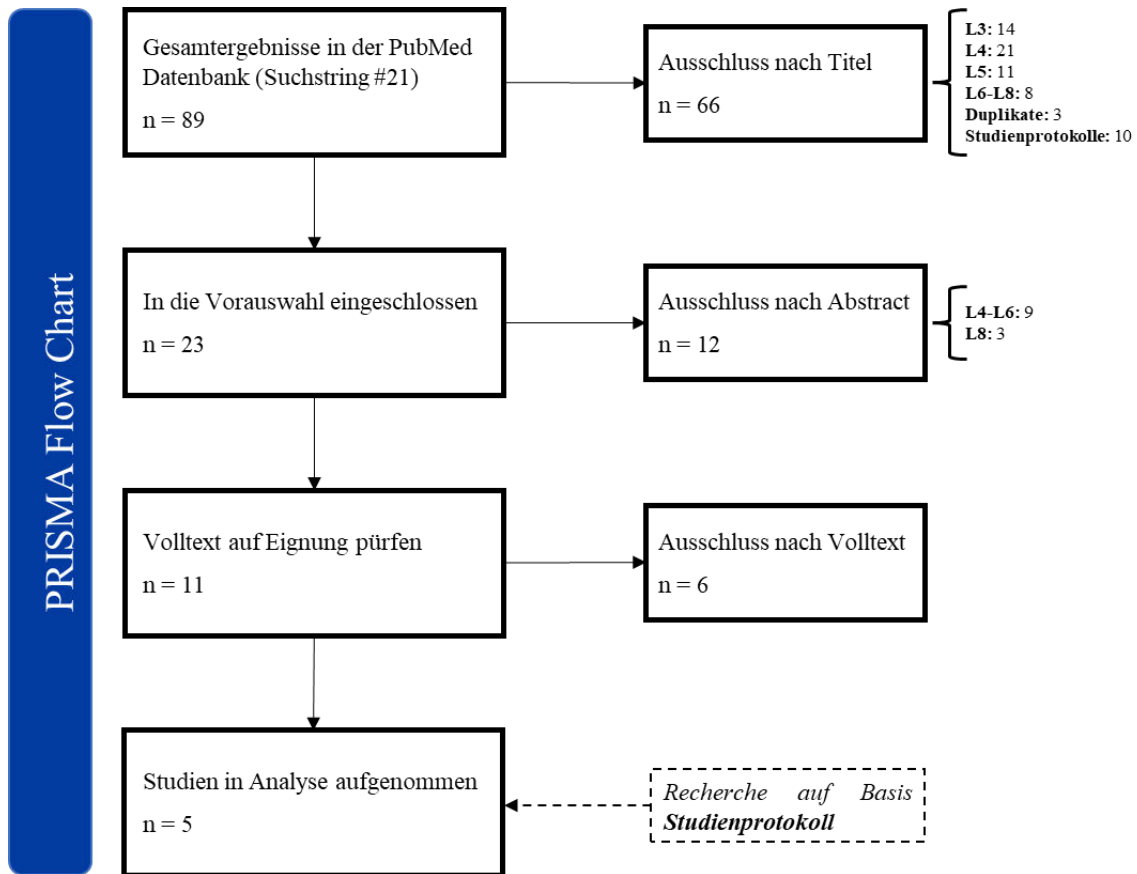 PRISMA Flow Chart
Gesamtergebnisse in der PubMed
Datenbank (Suchstring #21)
n = 89
Ausschluss nach Titel
n = 66
L3: 14
L4: 21
L5: 11
L6-L8: 8
Duplikate: 3
Studienprotokolle: 10
In die Vorauswahl eingeschlossen
n = 23
Ausschluss nach Abstract
n = 12
L4-L6: 9
L8: 3
Volltext auf Eignung pürfen
n = 11
Ausschluss nach Volltext
n = 6
Studien in Analyse aufgenommen
n = 5
Recherche auf Basis
Studienprotokoll